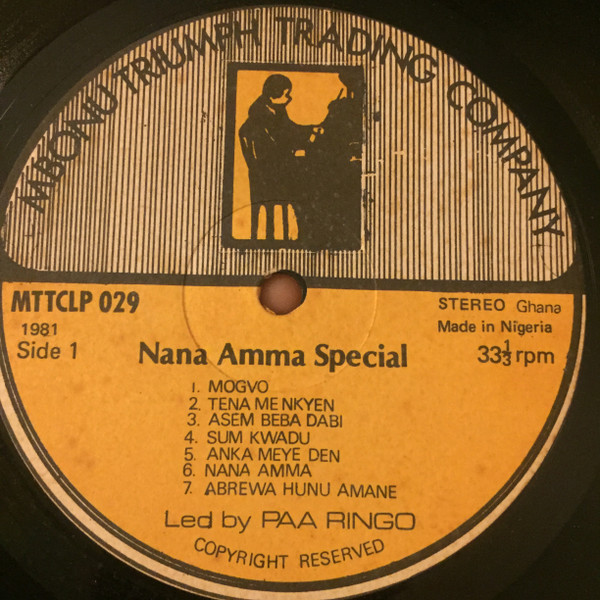 MBONU TRIUMPH TRADING COMPANY
MTTCLP 029
1981
Side 1
STEREO Ghana
Made in Nigeria
33⅓ rpm
Nana Amma Special
1. MOGVO
2. TENA ME NKYEN
3. ASEM BEBA DABI
4. SUM KWADU
5. ANKA MEYE DEN
6. NANA AMMA
7. ABREWA HUNU AMANE
Led by PAA RINGO
COPYRIGHT RESERVED